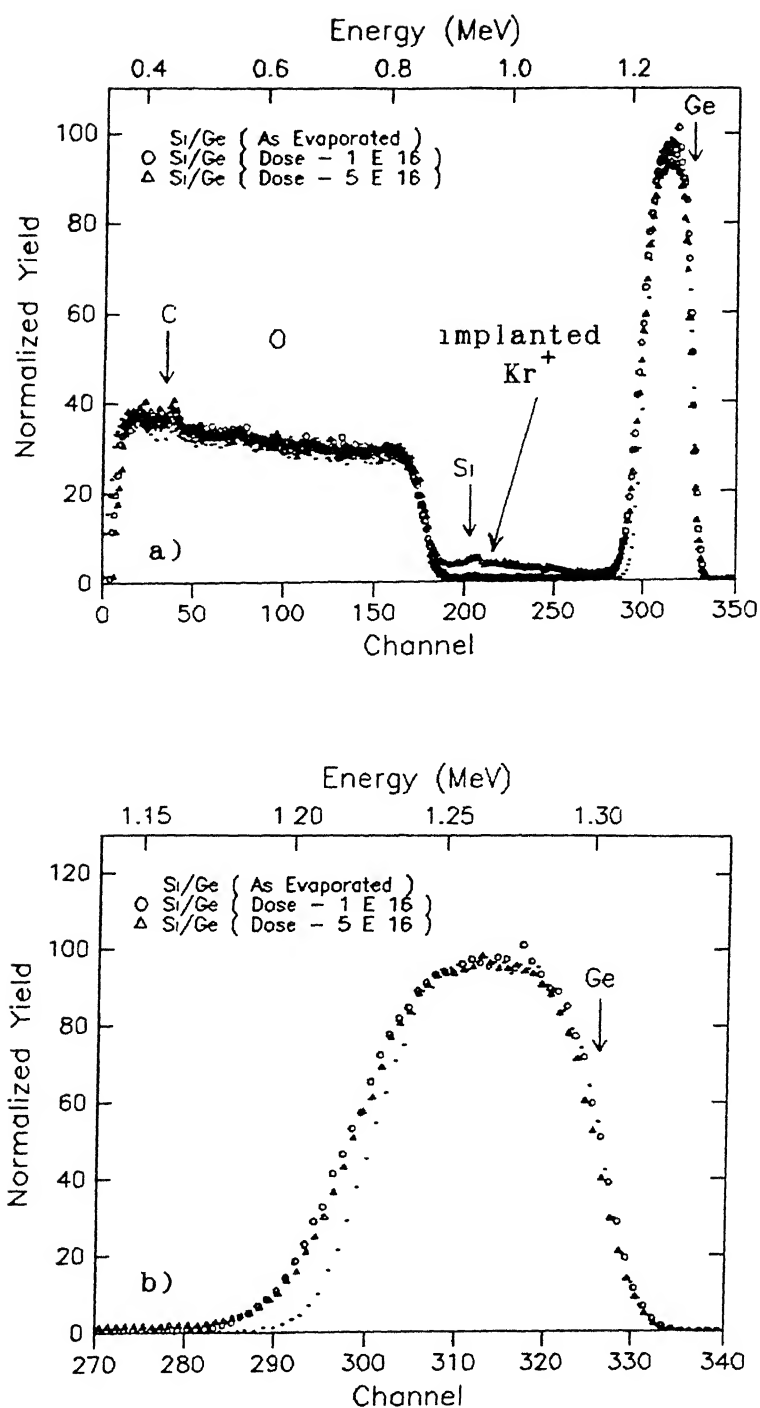 Energy (MeV)
0.4 0.6 0.8 1.0 1.2
Ge
100
80
60
40
20
0
Normalized Yield
Si/Ge ( As Evaporated )
Si/Ge ( Dose - 1 E 16 )
Si/Ge ( Dose - 5 E 16 )
C
O
implanted
Kr+
Si
a)
0 50 100 150 200 250 300 350
Channel
Energy (MeV)
1.15 1.20 1.25 1.30
120
100
80
60
40
20
0
Normalized Yield
Si/Ge ( As Evaporated )
Si/Ge ( Dose - 1 E 16 )
Si/Ge ( Dose - 5 E 16 )
Ge
b)
270 280 290 300 310 320 330 340
Channel